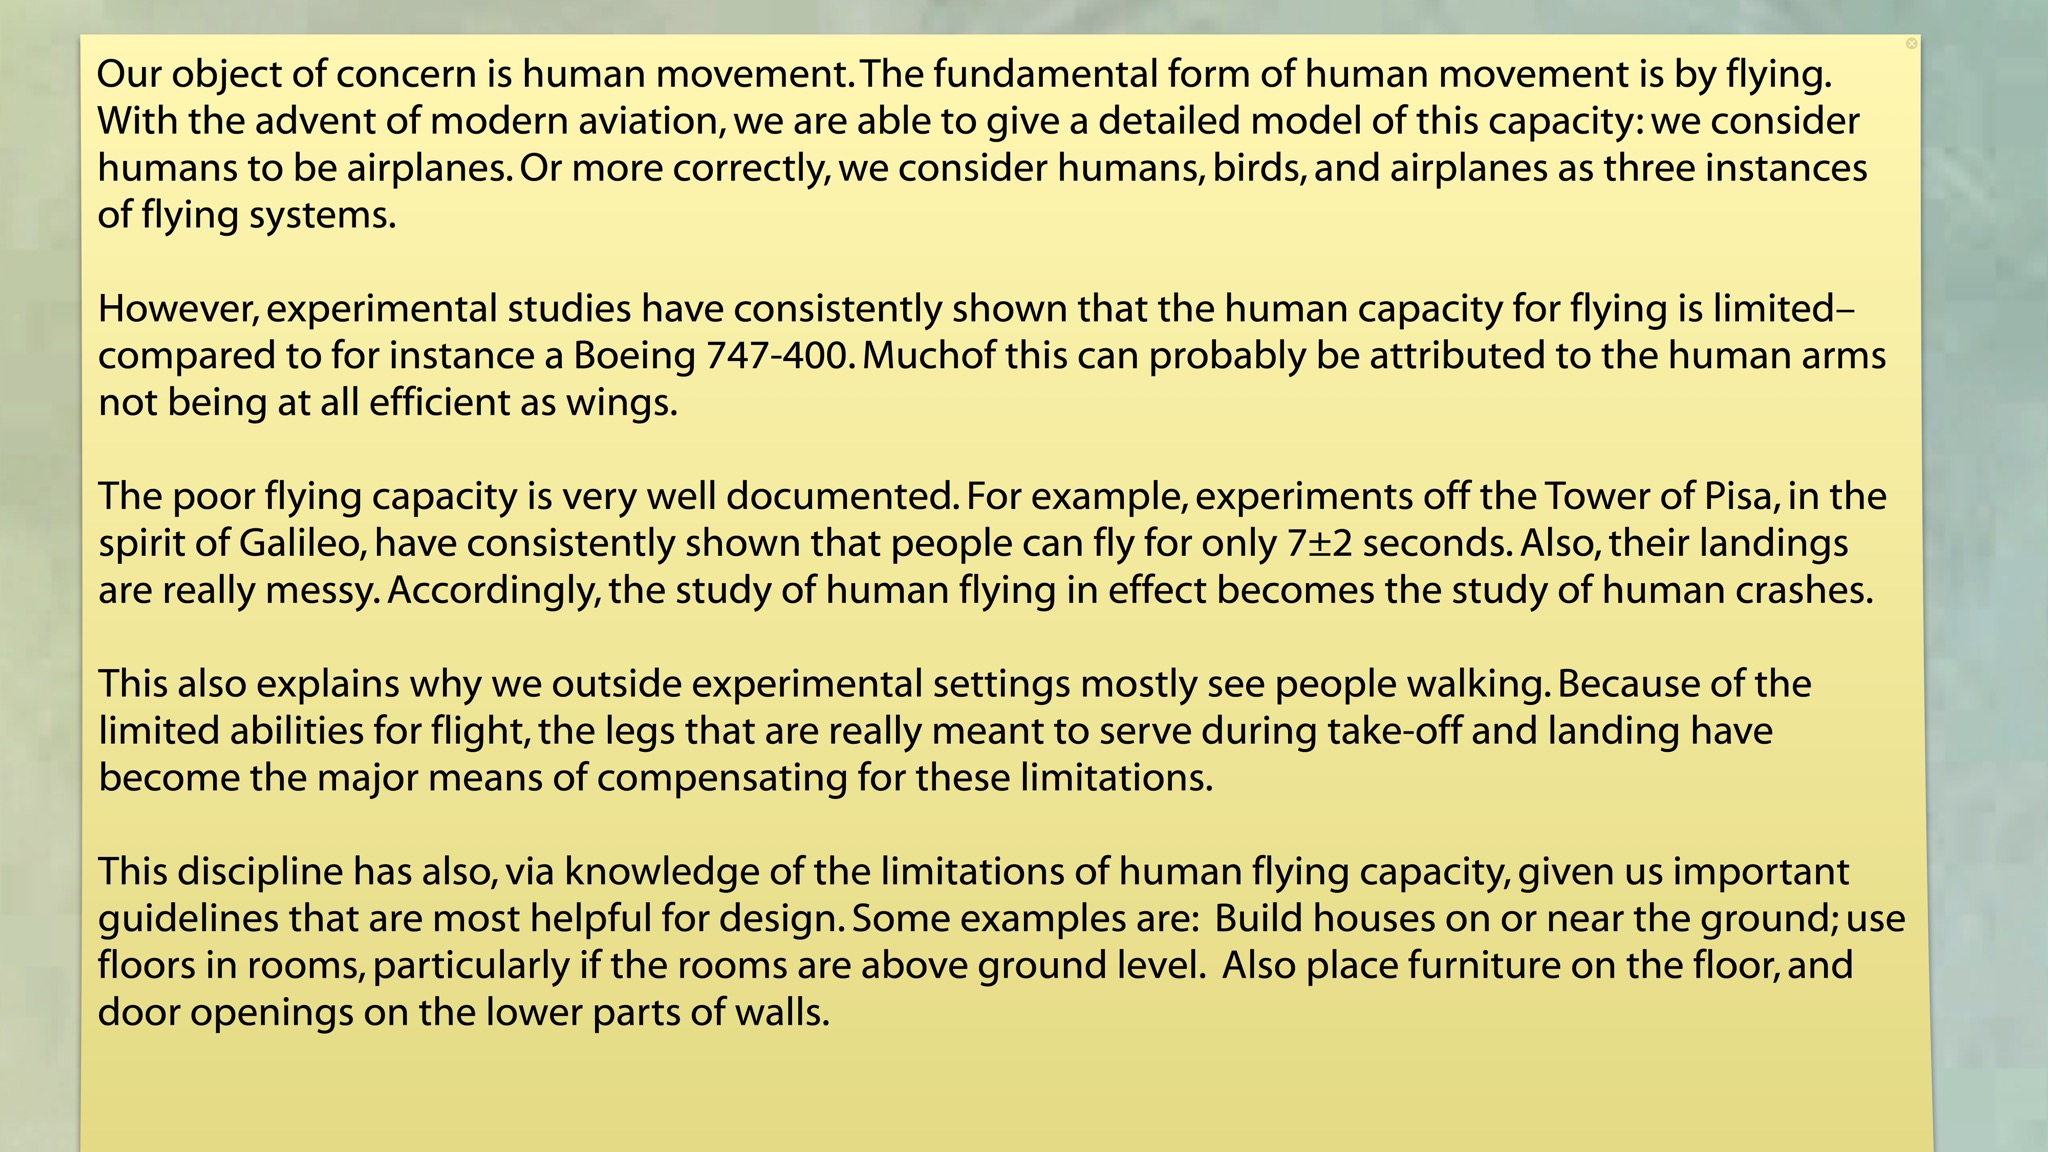 Our object of concern is human movement. The fundamental form of human movement is by flying.
With the advent of modern aviation, we are able to give a detailed model of this capacity: we consider
humans to be airplanes. Or more correctly, we consider humans, birds, and airplanes as three instances
of flying systems.
However, experimental studies have consistently shown that the human capacity for flying is limited–
compared to for instance a Boeing 747-400. Muchof this can probably be attributed to the human arms
not being at all efficient as wings.
The poor flying capacity is very well documented. For example, experiments off the Tower of Pisa, in the
spirit of Galileo, have consistently shown that people can fly for only 7±2 seconds. Also, their landings
are really messy. Accordingly, the study of human flying in effect becomes the study of human crashes.
This also explains why we outside experimental settings mostly see people walking. Because of the
limited abilities for flight, the legs that are really meant to serve during take-off and landing have
become the major means of compensating for these limitations.
This discipline has also, via knowledge of the limitations of human flying capacity, given us important
guidelines that are most helpful for design. Some examples are:  Build houses on or near the ground; use
floors in rooms, particularly if the rooms are above ground level.  Also place furniture on the floor, and
door openings on the lower parts of walls.